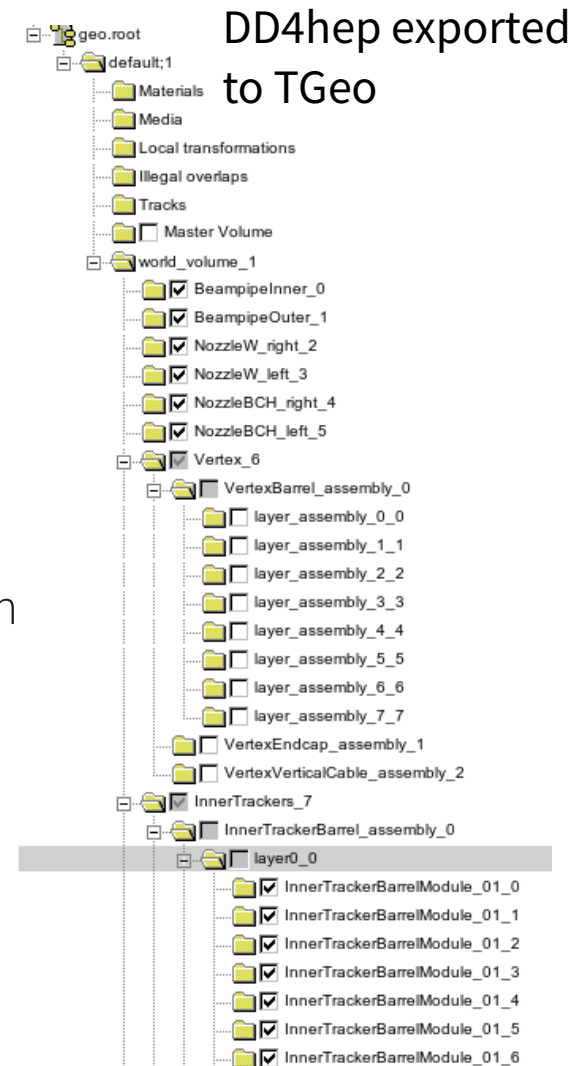 DD4hep exported
to TGeo
geo.root
default;1
Materials
Media
Local transformations
Illegal overlaps
Tracks
Master Volume
world_volume_1
BeampipeInner_0
BeampipeOuter_1
NozzleW_right_2
NozzleW_left_3
NozzleBCH_right_4
NozzleBCH_left_5
Vertex_6
VertexBarrel_assembly_0
layer_assembly_0_0
layer_assembly_1_1
layer_assembly_2_2
layer_assembly_3_3
n
layer_assembly_4_4
layer_assembly_5_5
layer_assembly_6_6
layer_assembly_7_7
VertexEndcap_assembly_1
VertexVerticalCable_assembly_2
InnerTrackers_7
InnerTrackerBarrel_assembly_0
layer0_0
InnerTrackerBarrelModule_01_0
InnerTrackerBarrelModule_01_1
InnerTrackerBarrelModule_01_2
InnerTrackerBarrelModule_01_3
InnerTrackerBarrelModule_01_4
InnerTrackerBarrelModule_01_5
InnerTrackerBarrelModule_01_6